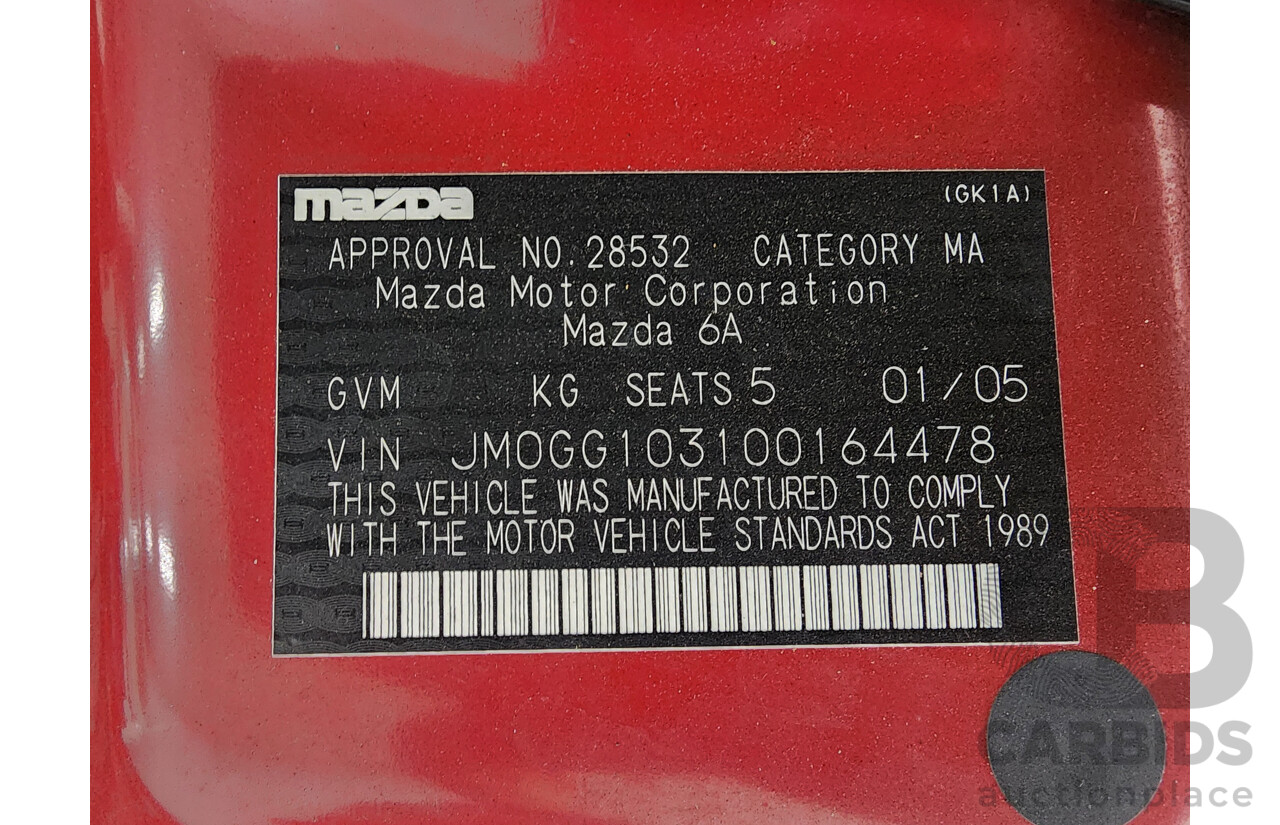 mazda (GK1A)
APPROVAL NO.28532 CATEGORY MA
Mazda Motor Corporation
Mazda 6A
GVM KG SEATS 5 01/05
VIN JM0GG103100164478
THIS VEHICLE WAS MANUFACTURED TO COMPLY
WITH THE MOTOR VEHICLE STANDARDS ACT 1989
B
CARBIDS
auctionplace